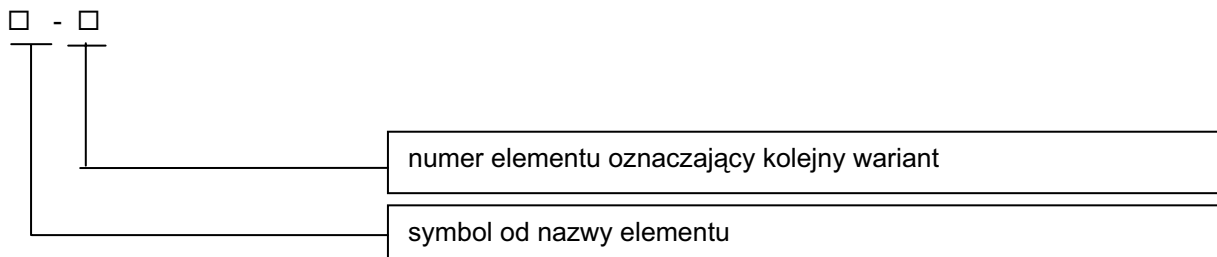 □ - □
numer elementu oznaczający kolejny wariant
symbol od nazwy elementu